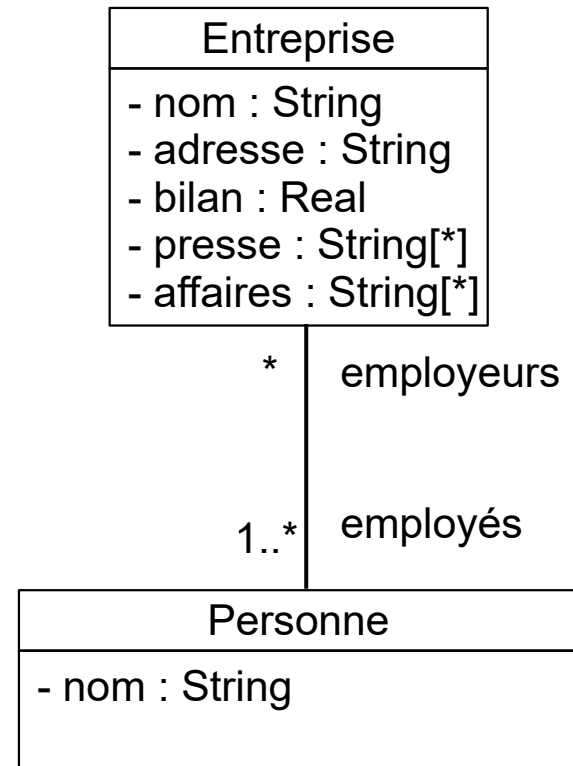 Entreprise
- nom : String
- adresse : String
- bilan : Real
- presse : String[*]
- affaires : String[*]
* employeurs
1..* employés
Personne
- nom : String